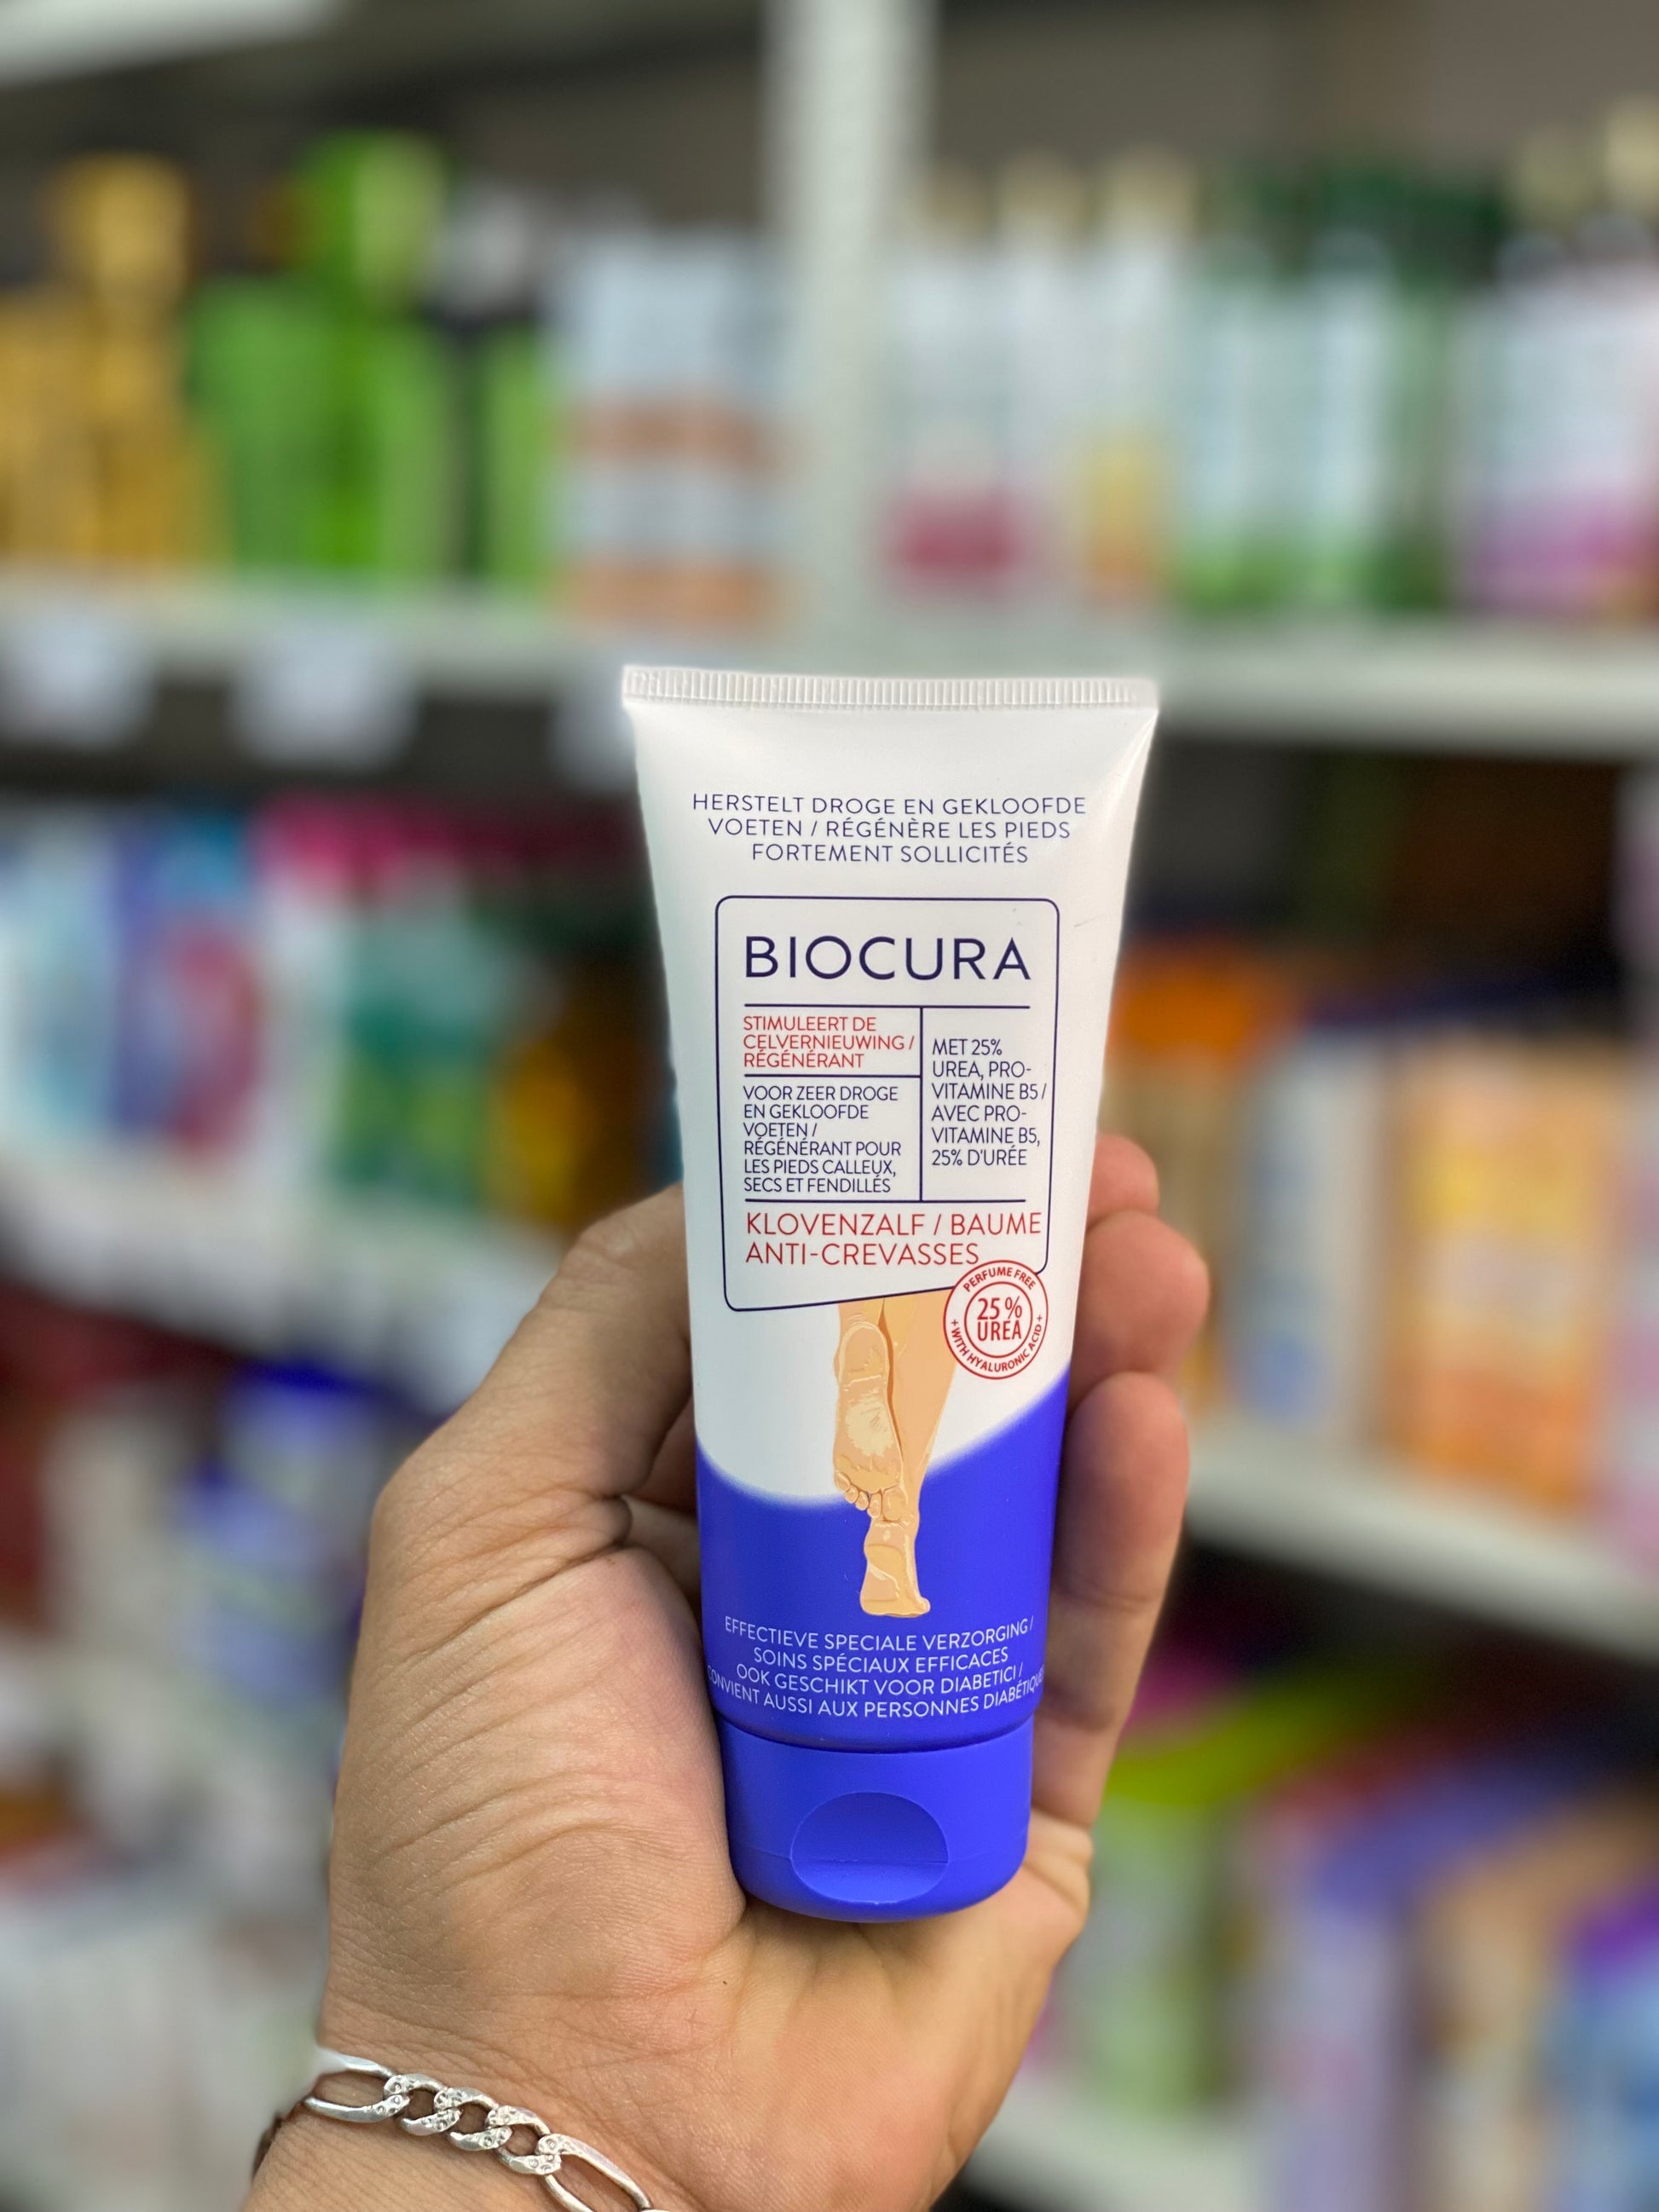 HERSTELT DROGE EN GEKLOOFDE
VOETEN / RÉGÉNÈRE LES PIEDS
FORTEMENT SOLLICITÉS
BIOCURA
STIMULEERT DE
CELVERNIEUWING /
RÉGÉNÉRANT
VOOR ZEER DROGE
EN GEKLOOFDE
VOETEN /
RÉGÉNÉRANT POUR
LES PIEDS CALLEUX,
SECS ET FENDILLÉS
MET 25%
UREA, PRO-
VITAMINE B5 /
AVEC PRO-
VITAMINE B5,
25% D'URÉE
KLOVENZALF / BAUME
ANTI-CREVASSES
PERFUME FREE
25%
UREA
+ WITH HYALURONIC ACID +
EFFECTIEVE SPECIALE VERZORGING /
SOINS SPÉCIAUX EFFICACES
OOK GESCHIKT VOOR DIABETICI /
AUSSI AUX PERSONNES